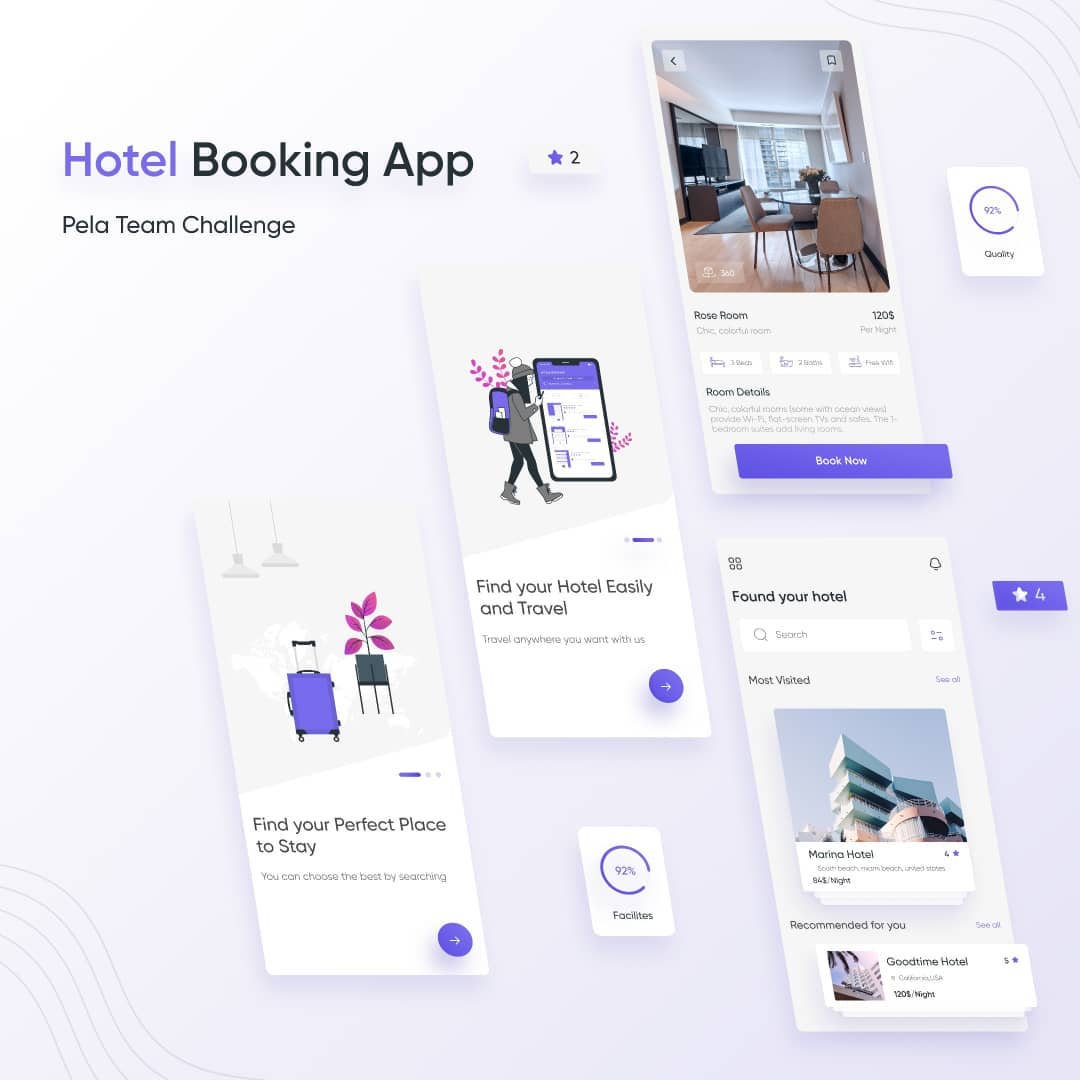 Hotel Booking App
2
Pela Team Challenge
92%
Quality
360
Rose Room
120$
Chic, colorful room
Per Night
3 Beds
2 Baths
Free Wifi
Room Details
Chic, colorful rooms (some with ocean views)
provide Wi-Fi, flat-screen TVs and safes. The 1-
bedroom suites add living rooms.
Book Now
Find your Hotel Easily
and Travel
Travel anywhere you want with us
Find your Perfect Place
to Stay
You can choose the best by searching
92%
Facilites
4
Found your hotel
Search
Most Visited
See all
Marina Hotel
4
South beach, miami beach, united states
84$/Night
Recommended for you
See all
Goodtime Hotel
5
California,USA
120$/Night